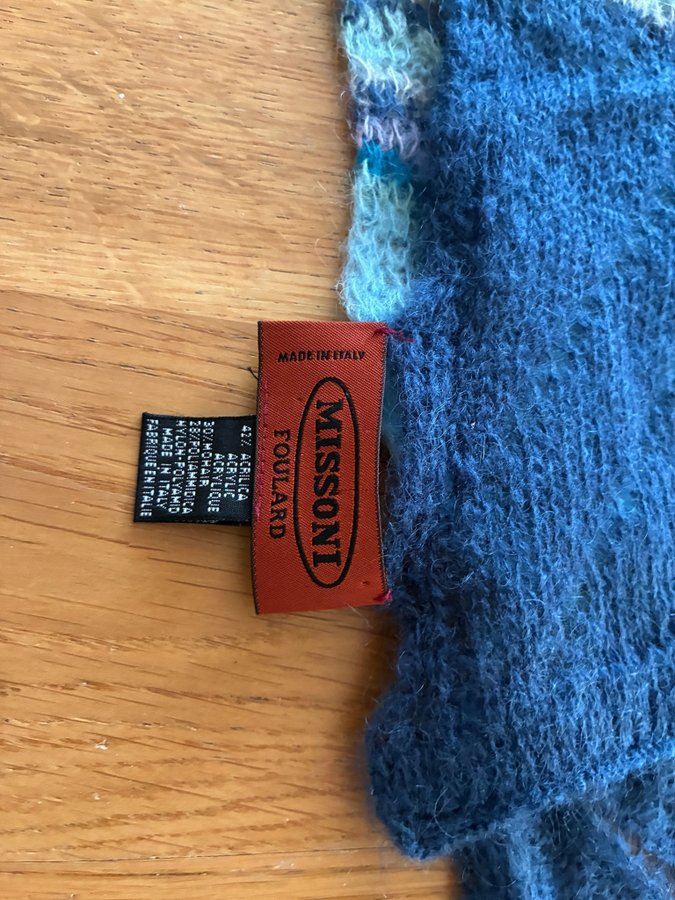 MADE IN ITALY
MISSONI
FOULARD
42% ACRILICA
ACRYLIC
ACRYLIQUE
30%MOHAIR
28%POLIAMMIDICA
NYLON-POLYAMID
MADE IN ITALY
FABRIQUE EN ITALIE